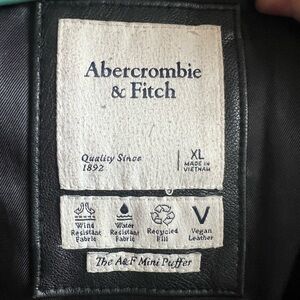 Abercrombie
& Fitch
Quality Since
1892
XL
MADE IN
VIETNAM
Wind
Resistant
Fabric
Water
Resistant
Fabric
Recycled
Fill
V
Vegan
Leather
The A&F Mini Puffer